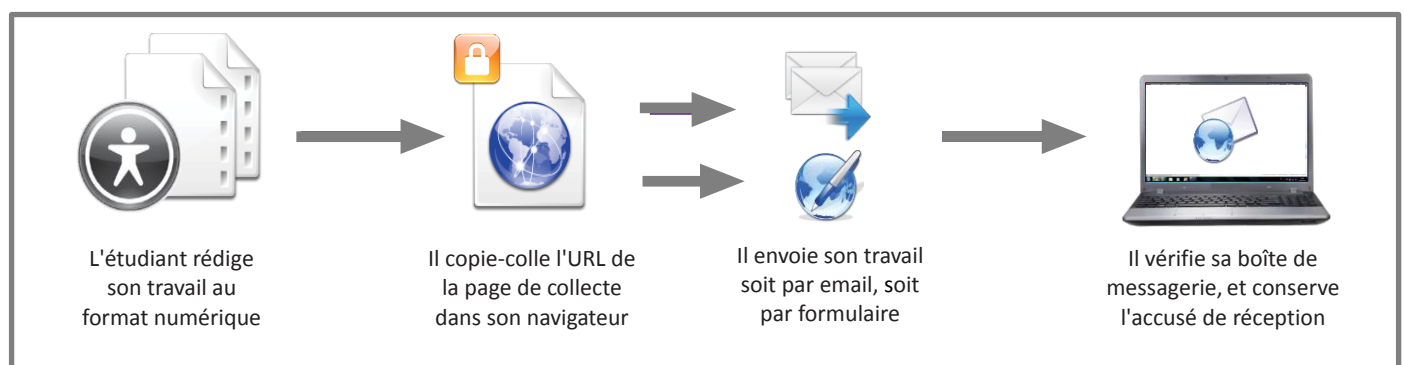 L'étudiant rédige
son travail au
format numérique
Il copie-colle l'URL de
la page de collecte
dans son navigateur
Il envoie son travail
soit par email, soit
par formulaire
Il vérifie sa boîte de
messagerie, et conserve
l'accusé de réception